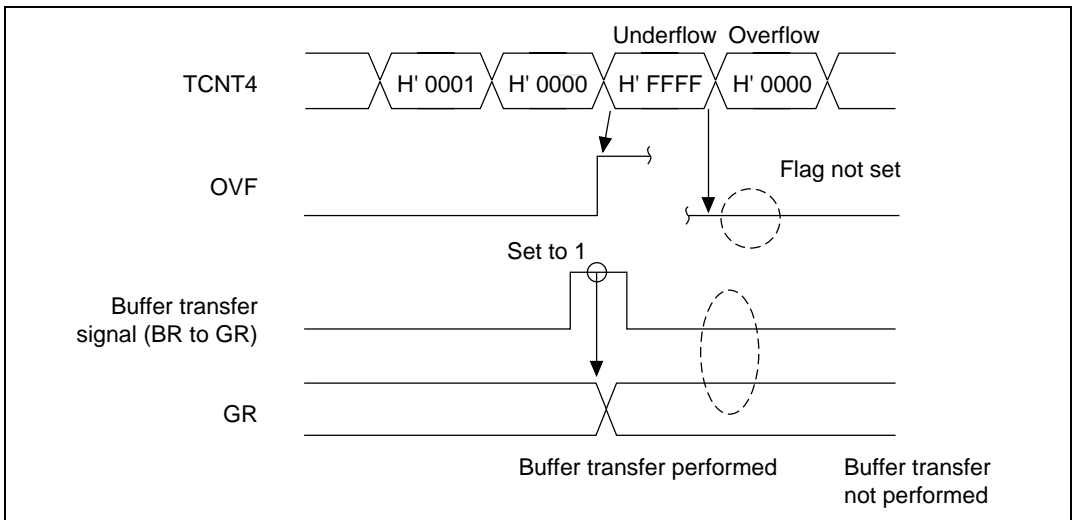 Underflow Overflow
TCNT4 H' 0001 H' 0000 H' FFFF H' 0000
OVF
Flag not set
Set to 1
Buffer transfer
signal (BR to GR)
GR
Buffer transfer performed
Buffer transfer
not performed